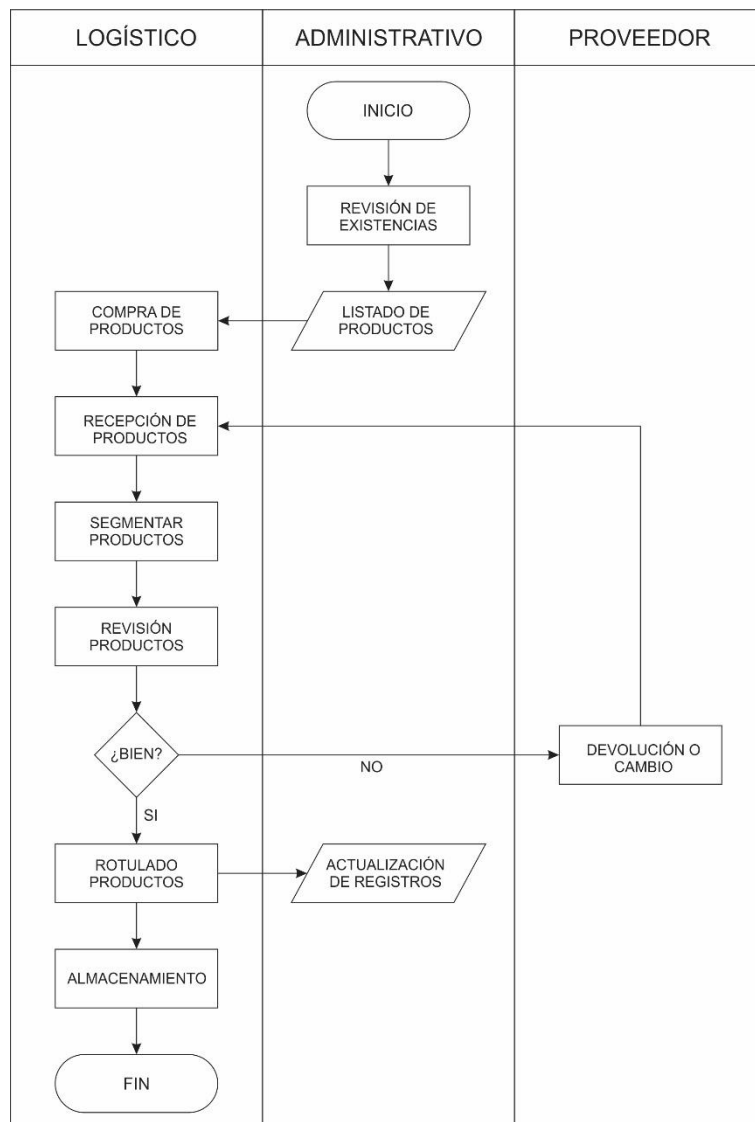 LOGÍSTICO
ADMINISTRATIVO
PROVEEDOR
INICIO
REVISIÓN DE
EXISTENCIAS
LISTADO DE
PRODUCTOS
COMPRA DE
PRODUCTOS
RECEPCIÓN DE
PRODUCTOS
SEGMENTAR
PRODUCTOS
REVISIÓN
PRODUCTOS
¿BIEN?
NO
DEVOLUCIÓN O
CAMBIO
SI
ROTULADO
PRODUCTOS
ACTUALIZACIÓN
DE REGISTROS
ALMACENAMIENTO
FIN